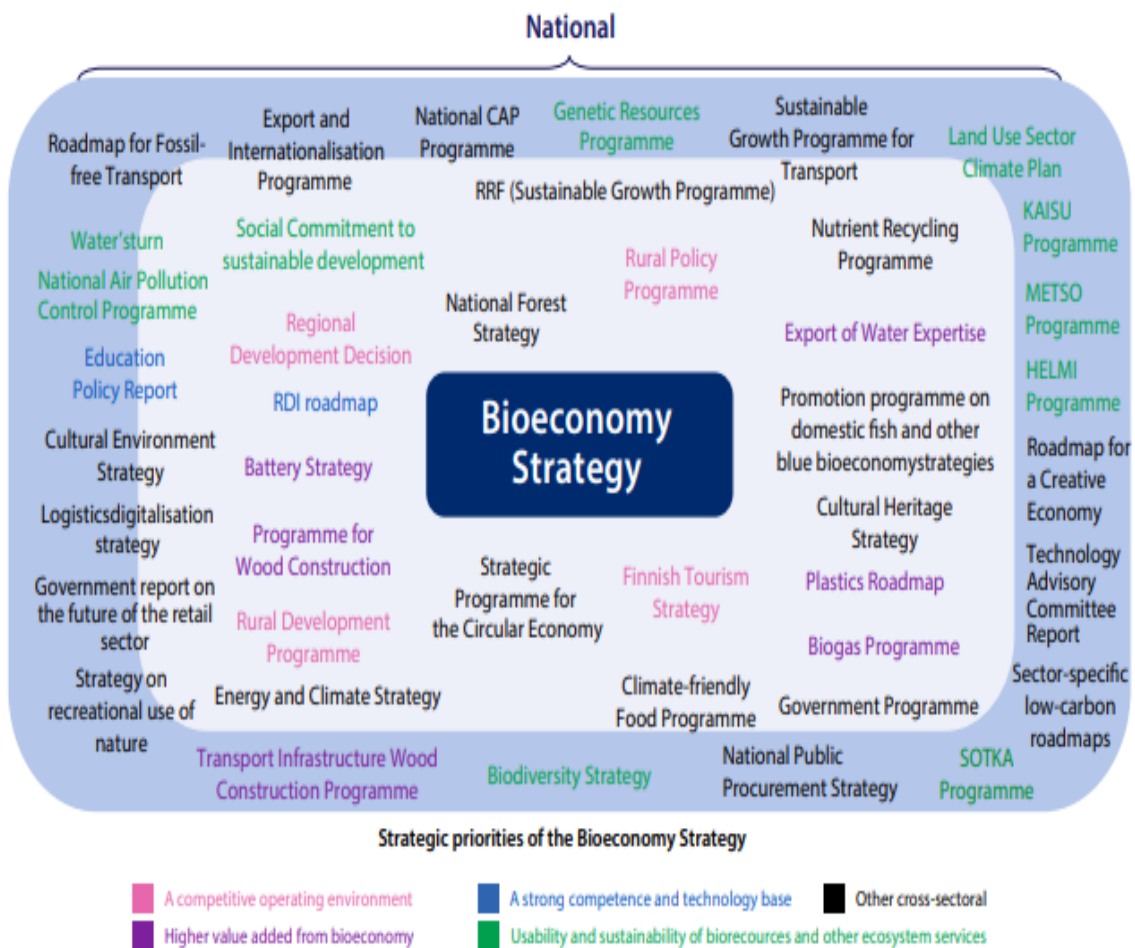 National
Roadmap for Fossil-
free Transport
Export and
Internationalisation
Programme
National CAP
Programme
Genetic Resources
Programme
Sustainable
Growth Programme for
Transport
Land Use Sector
Climate Plan
RRF (Sustainable Growth Programme)
Water'sturn
National Air Pollution
Control Programme
Education
Policy Report
Cultural Environment
Strategy
Logisticsdigitalisation
strategy
Government report on
the future of the retail
sector
Strategy on
recreational use of
nature
Social Commitment to
sustainable development
Regional
Development Decision
RDI roadmap
Battery Strategy
Programme for
Wood Construction
Rural Development
Programme
Energy and Climate Strategy
National Forest
Strategy
Rural Policy
Programme
Bioeconomy
Strategy
Strategic
Programme for
the Circular Economy
Finnish Tourism
Strategy
Climate-friendly
Food Programme
Nutrient Recycling
Programme
Export of Water Expertise
Promotion programme on
domestic fish and other
blue bioeconomystrategies
Cultural Heritage
Strategy
Plastics Roadmap
Biogas Programme
Government Programme
KAISU
Programme
METSO
Programme
HELMI
Programme
Roadmap for
a Creative
Economy
Technology
Advisory
Committee
Report
Sector-specific
low-carbon
roadmaps
Transport Infrastructure Wood
Construction Programme
Biodiversity Strategy
National Public
Procurement Strategy
SOTKA
Programme
Strategic priorities of the Bioeconomy Strategy
A competitive operating environment
A strong competence and technology base
Other cross-sectoral
Higher value added from bioeconomy
Usability and sustainability of biorecources and other ecosystem services